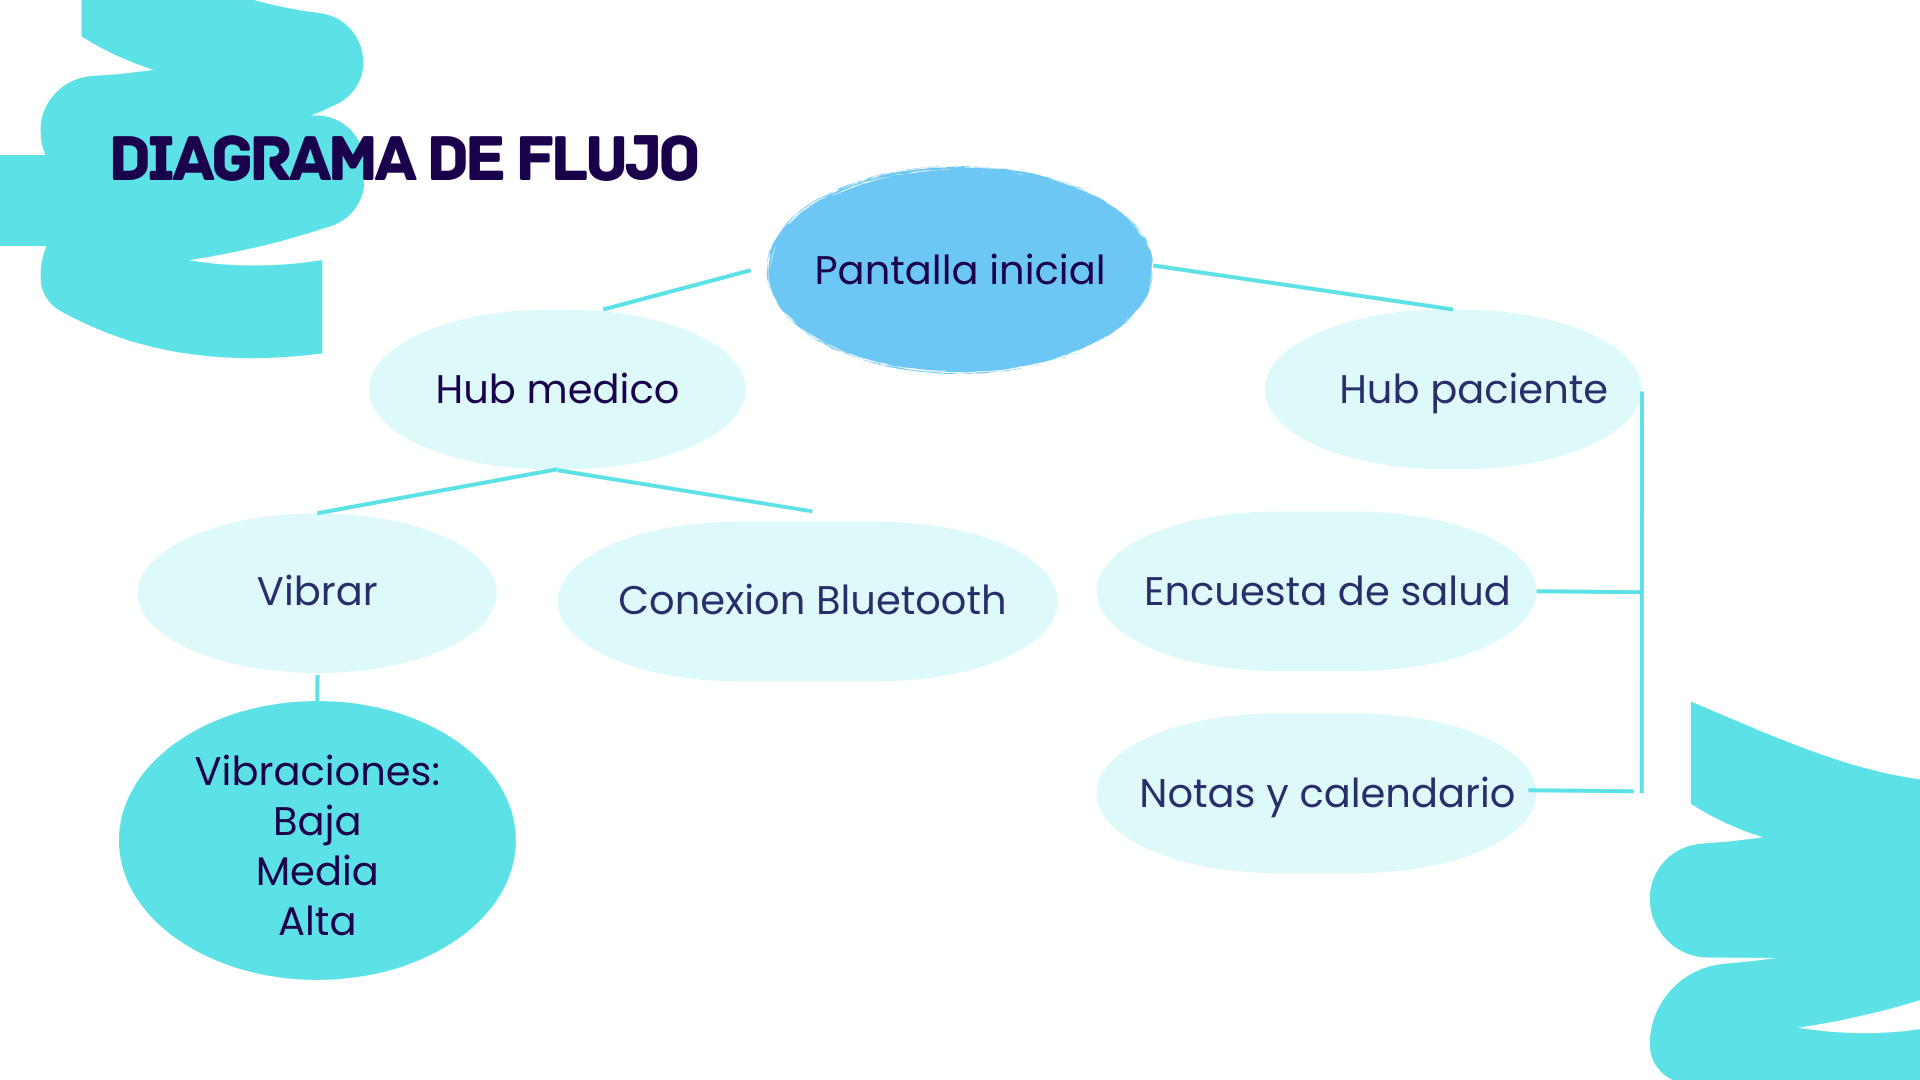 DIAGRAMA DE FLUJO
Pantalla inicial
Hub medico
Hub paciente
Vibrar
Conexion Bluetooth
Encuesta de salud
Vibraciones:
Baja
Media
Alta
Notas y calendario